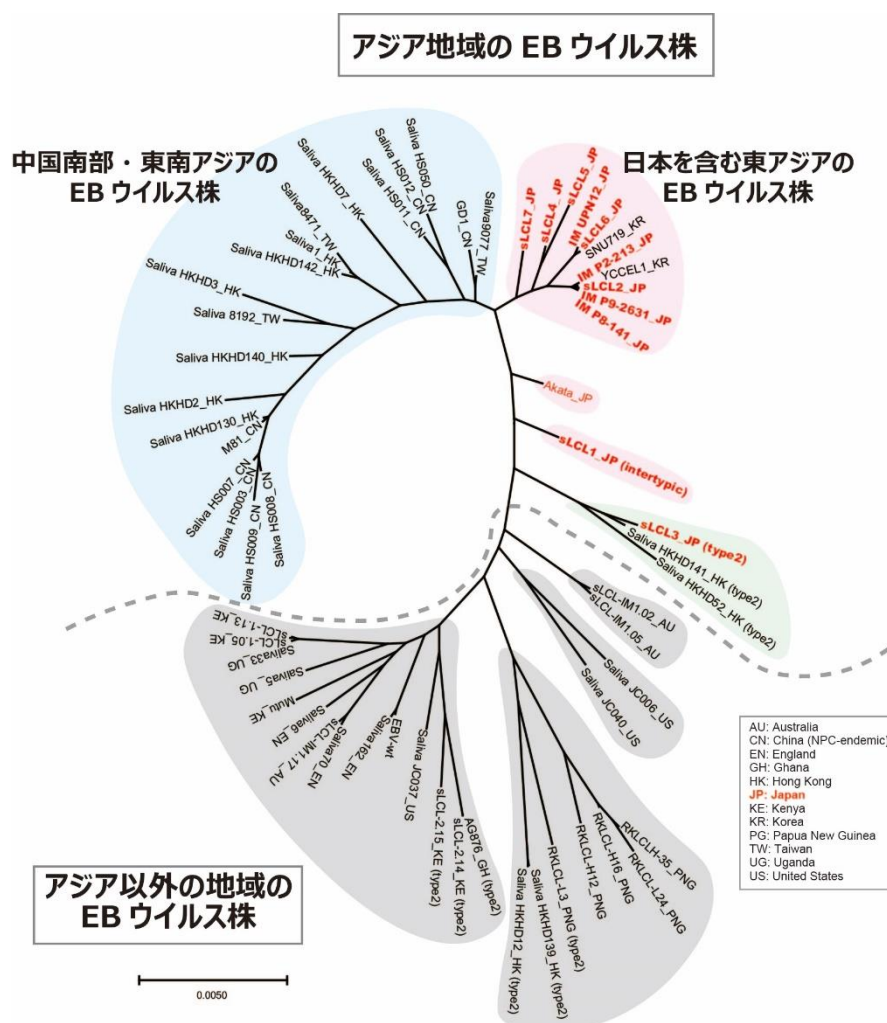 アジア地域の EB ウイルス株
中国南部・東南アジアの
EB ウイルス株
日本を含む東アジアの
EB ウイルス株
Saliva HS050_CN
Saliva HS012_CN
Saliva HS011_CN
GD1_CN
Saliva9077_TW
Saliva HKHD7_HK
Saliva8471_TW
Saliva1_HK
Saliva HKHD142_HK
Saliva HKHD3_HK
Saliva 8192_TW
Saliva HKHD140_HK
Saliva HKHD2_HK
Saliva HKHD130_HK
M81_CN
Saliva HS007_CN
Saliva HS003_CN
Saliva HS009_CN
Saliva HS008_CN
sLCL7_JP
sLCL4_JP
sLCL5_JP
IM UPN12_JP
sLCL6_JP
SNU719_KR
IM P2-213_JP
YCCEL1_KR
sLCL2_JP
IM P9-2631_JP
IM P8-141_JP
Akata_JP
sLCL1_JP (intertypic)
sLCL3_JP (type2)
Saliva HKHD141_HK (type2)
Saliva HKHD52_HK (type2)
sLCL-IM1.02_AU
sLCL-IM1.05_AU
Saliva JC006_US
Saliva JC040_US
RKLCLH-35_PNG
RKLCL-L24_PNG
RKLCL-H16_PNG
RKLCL-H12_PNG
RKLCL-L3_PNG (type2)
Saliva HKHD139_HK (type2)
Saliva HKHD12_HK (type2)
AG876_GH (type2)
sLCL-2.14_KE (type2)
sLCL-2.15_KE (type2)
Saliva JC037_US
EBV-wt
Saliva162_EN
Saliva70_EN
sLCL-IM1.17_AU
Saliva6_EN
Mutu_KE
Saliva5_UG
Saliva33_UG
sLCL-1.05_KE
sLCL-1.13_KE
アジア以外の地域の
EB ウイルス株
0.0050
AU: Australia
CN: China (NPC-endemic)
EN: England
GH: Ghana
HK: Hong Kong
JP: Japan
KE: Kenya
KR: Korea
PG: Papua New Guinea
TW: Taiwan
UG: Uganda
US: United States